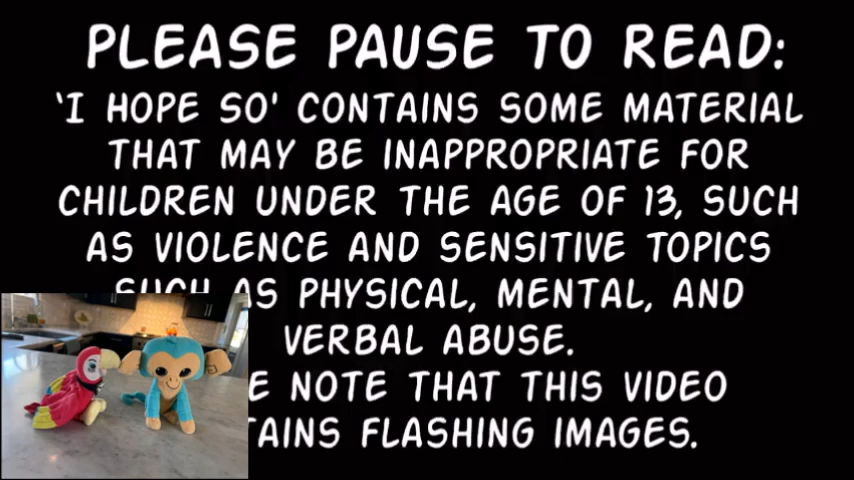 PLEASE PAUSE TO READ:
'I HOPE SO' CONTAINS SOME MATERIAL
THAT MAY BE INAPPROPRIATE FOR
CHILDREN UNDER THE AGE OF 13, SUCH
AS VIOLENCE AND SENSITIVE TOPICS
SUCH AS PHYSICAL, MENTAL, AND
VERBAL ABUSE.
NOTE THAT THIS VIDEO
FLASHING IMAGES.